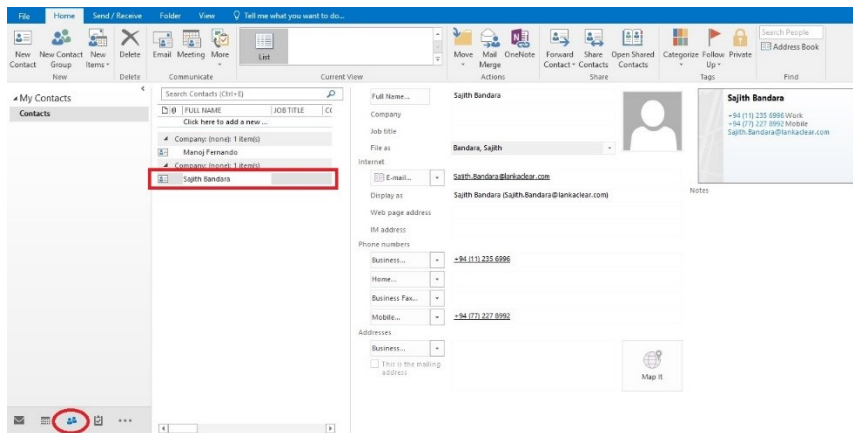 File Home Send / Receive Folder View Tell me what you want to do...
New Contact
New Contact Group
New Items
New
Delete
Delete
Email Meeting More
Communicate
List
Current View
Move
Mail Merge
OneNote
Actions
Forward Contact
Share Contacts
Open Shared Contacts
Share
Categorize
Follow Up
Private
Tags
Search People
Address Book
Find
My Contacts
Contacts
Search Contacts (Ctrl+E)
FULL NAME JOB TITLE CO
Click here to add a new ...
Company: (none): 1 item(s)
Manoj Fernando
Company: (none): 1 item(s)
Sajith Bandara
Full Name... Sajith Bandara
Company
Job title
File as Bandara, Sajith
Internet
E-mail... Sajith.Bandara@lankaclear.com
Display as Sajith Bandara (Sajith.Bandara@lankaclear.com)
Web page address
IM address
Phone numbers
Business... +94 (11) 235 6996
Home...
Business Fax...
Mobile... +94 (77) 227 8992
Addresses
Business...
This is the mailing address
Map It
Sajith Bandara
+94 (11) 235 6996 Work
+94 (77) 227 8992 Mobile
Sajith.Bandara@lankaclear.com
Notes